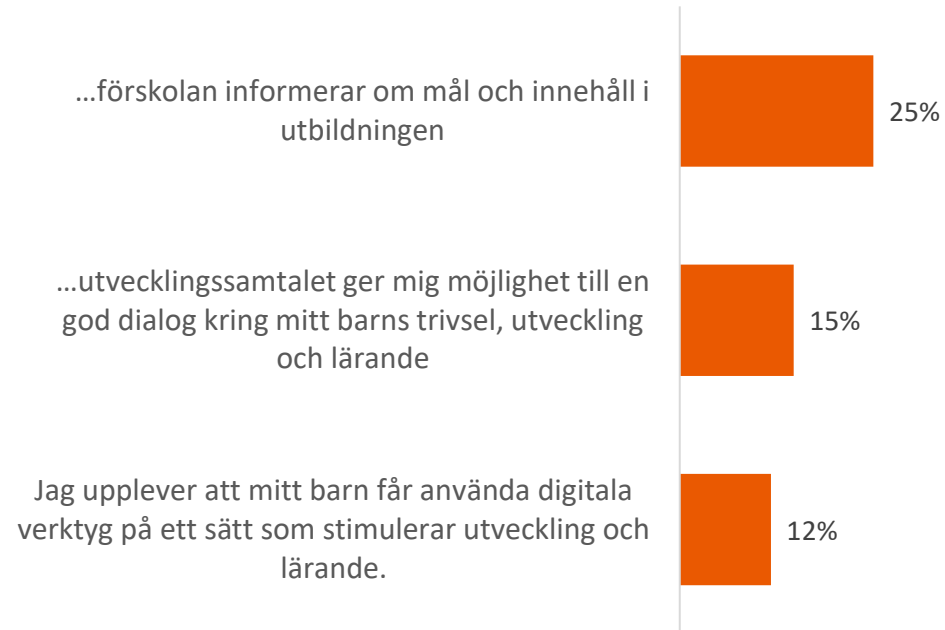 ...förskolan informerar om mål och innehåll i
utbildningen
25%
...utvecklingssamtalet ger mig möjlighet till en
god dialog kring mitt barns trivsel, utveckling
och lärande
15%
Jag upplever att mitt barn får använda digitala
verktyg på ett sätt som stimulerar utveckling och
lärande.
12%